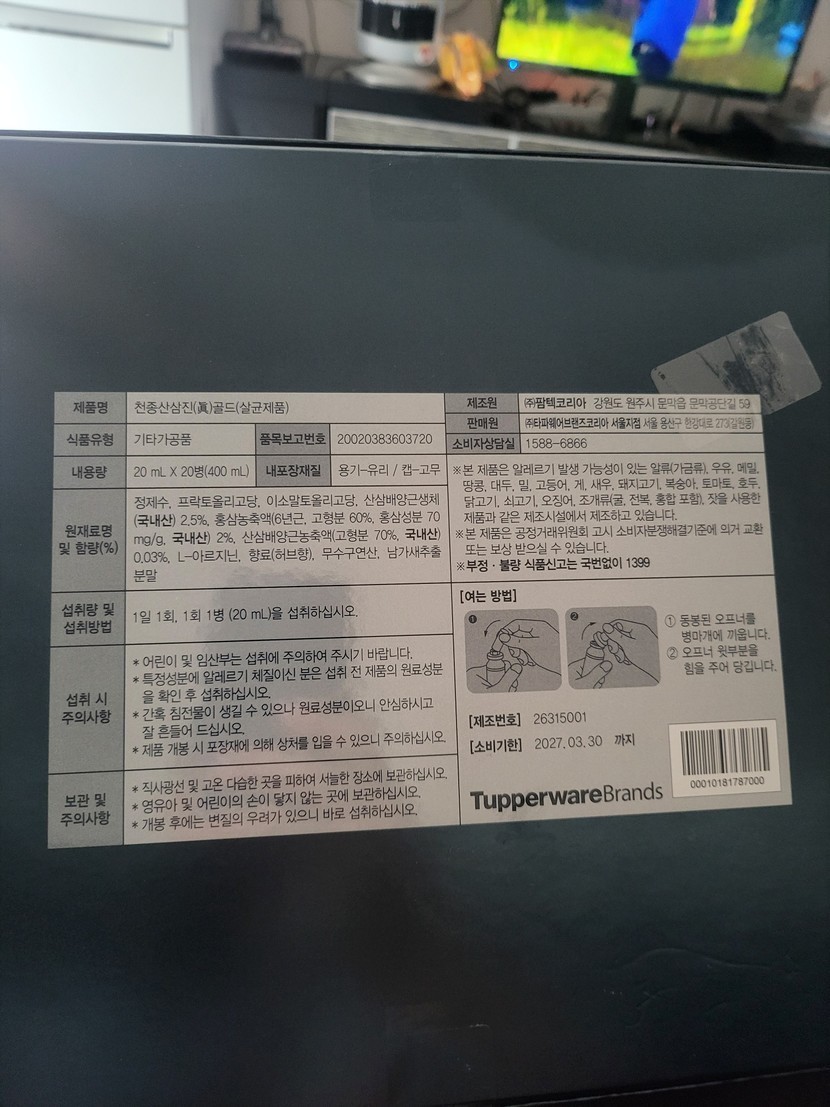 제품명 천종산삼진(眞)골드(살균제품)
식품유형 기타가공품 품목보고번호 20020383603720
내용량 20 mL X 20병(400 mL) 내포장재질 용기-유리 / 캡-고무
원재료명
및 함량(%)
정제수, 프락토올리고당, 이소말토올리고당, 산삼배양근생체
(국내산) 2.5%, 홍삼농축액(6년근, 고형분 60%, 홍삼성분 70
mg/g, 국내산) 2%, 산삼배양근농축액(고형분 70%, 국내산)
0.03%, L-아르지닌, 향료(허브향), 무수구연산, 남가새추출
분말
섭취량 및
섭취방법
1일 1회, 1회 1병 (20 mL)을 섭취하십시오.
섭취 시
주의사항
* 어린이 및 임산부는 섭취에 주의하여 주시기 바랍니다.
* 특정성분에 알레르기 체질이신 분은 섭취 전 제품의 원료성분
을 확인 후 섭취하십시오.
* 간혹 침전물이 생길 수 있으나 원료성분이오니 안심하시고
잘 흔들어 드십시오.
* 제품 개봉 시 포장재에 의해 상처를 입을 수 있으니 주의하십시오.
보관 및
주의사항
* 직사광선 및 고온 다습한 곳을 피하여 서늘한 장소에 보관하십시오.
* 영유아 및 어린이의 손이 닿지 않는 곳에 보관하십시오.
* 개봉 후에는 변질의 우려가 있으니 바로 섭취하십시오.
제조원 ㈜팜텍코리아 강원도 원주시 문막읍 문막공단길 59
판매원 ㈜타파웨어브랜즈코리아 서울지점 서울 용산구 한강대로 273(갈월동)
소비자상담실 1588-6866
※본 제품은 알레르기 발생 가능성이 있는 알류(가금류), 우유, 메밀,
땅콩, 대두, 밀, 고등어, 게, 새우, 돼지고기, 복숭아, 토마토, 호두,
닭고기, 쇠고기, 오징어, 조개류(굴, 전복, 홍합 포함), 잣을 사용한
제품과 같은 제조시설에서 제조하고 있습니다.
※본 제품은 공정거래위원회 고시 소비자분쟁해결기준에 의거 교환
또는 보상 받으실 수 있습니다.
※부정·불량 식품신고는 국번없이 1399
[여는 방법]
①
②
① 동봉된 오프너를
병마개에 끼웁니다.
② 오프너 윗부분을
힘을 주어 당깁니다.
[제조번호] 26315001
[소비기한] 2027.03.30 까지
00010181787000
TupperwareBrands